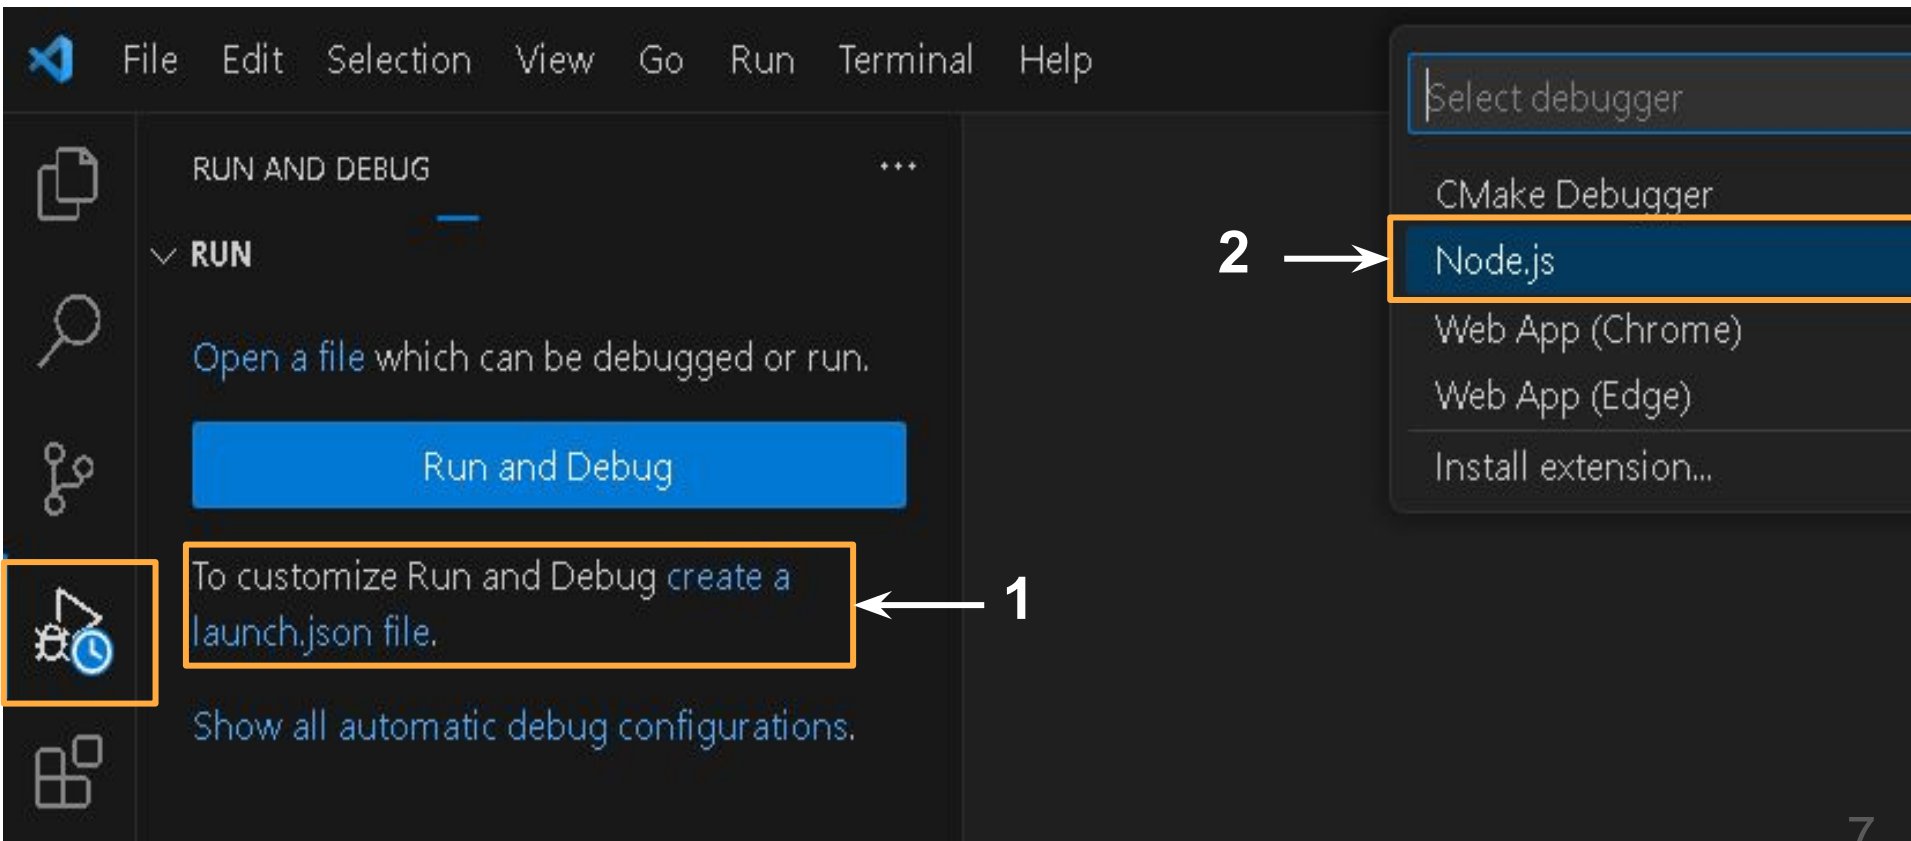 File Edit Selection View Go Run Terminal Help
Select debugger
RUN AND DEBUG ...
CMake Debugger
RUN
2
Node.js
Web App (Chrome)
Open a file which can be debugged or run.
Web App (Edge)
Run and Debug
Install extension...
To customize Run and Debug create a
launch.json file.
1
Show all automatic debug configurations.
7